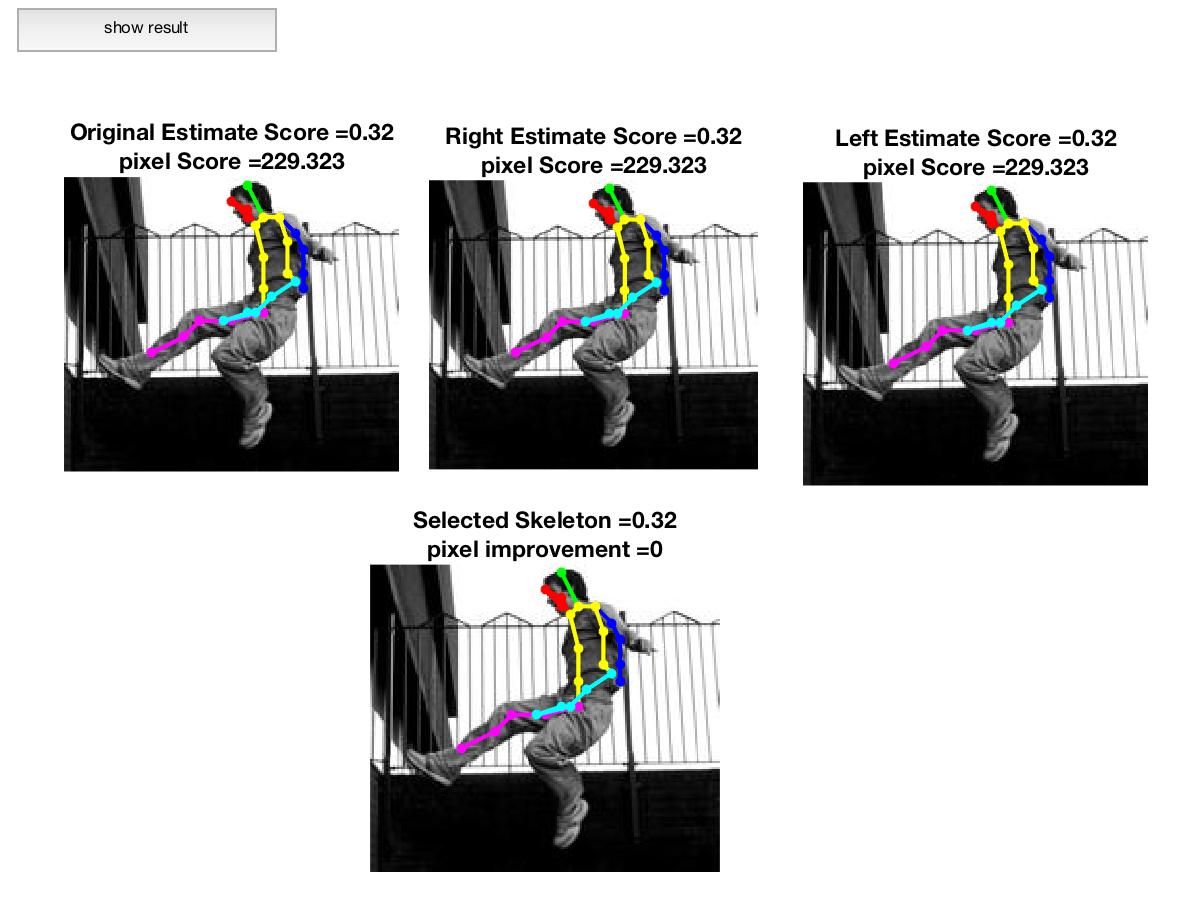 show result
Original Estimate Score =0.32
pixel Score =229.323
Right Estimate Score =0.32
pixel Score =229.323
Left Estimate Score =0.32
pixel Score =229.323
Selected Skeleton =0.32
pixel improvement =0